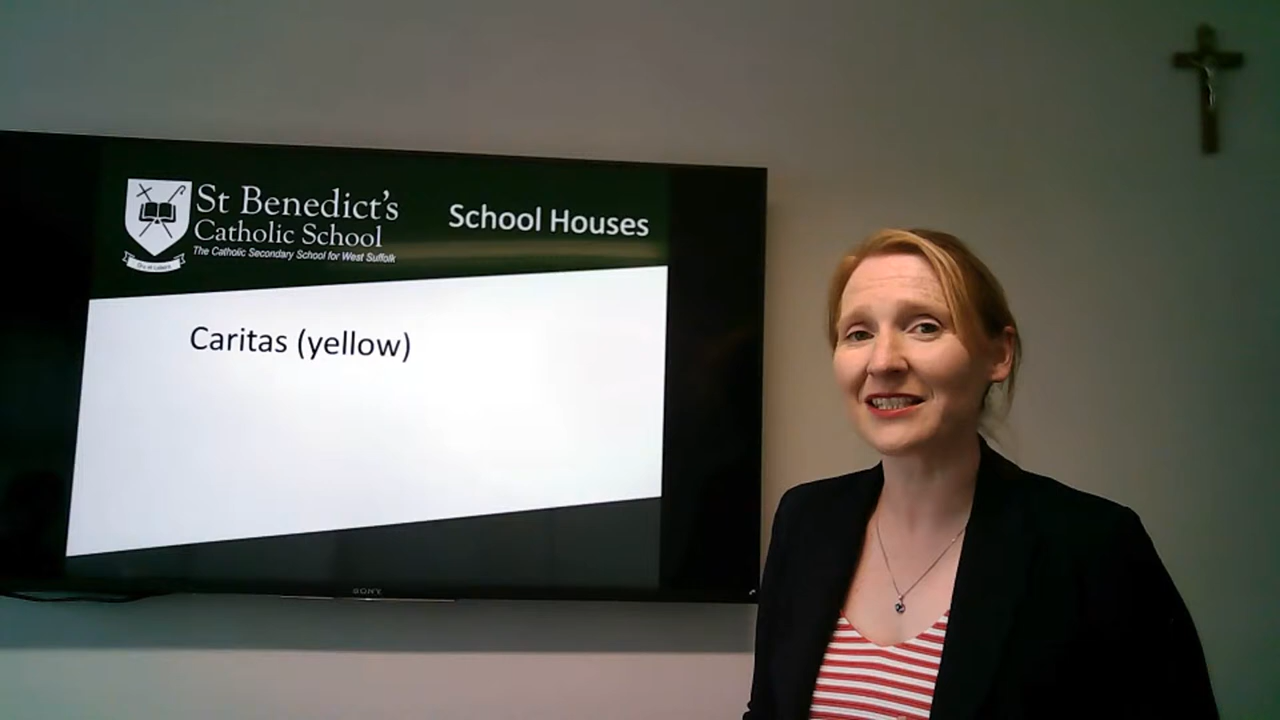 St Benedict's
Catholic School
The Catholic Secondary School for West Suffolk
School Houses
Caritas (yellow)
SONY